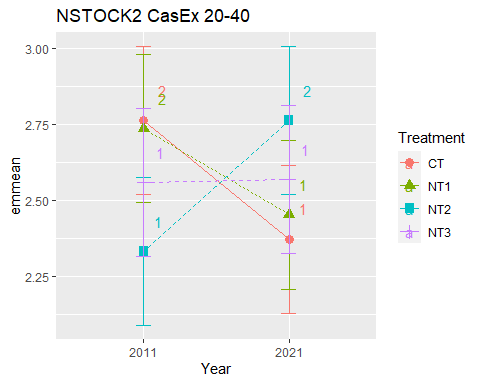 NSTOCK2 CasEx 20-40
3.00
2.75
2.50
2.25
emmean
2
2
1
1
2
1
1
1
2011
2021
Year
Treatment
a CT
a NT1
a NT2
a NT3